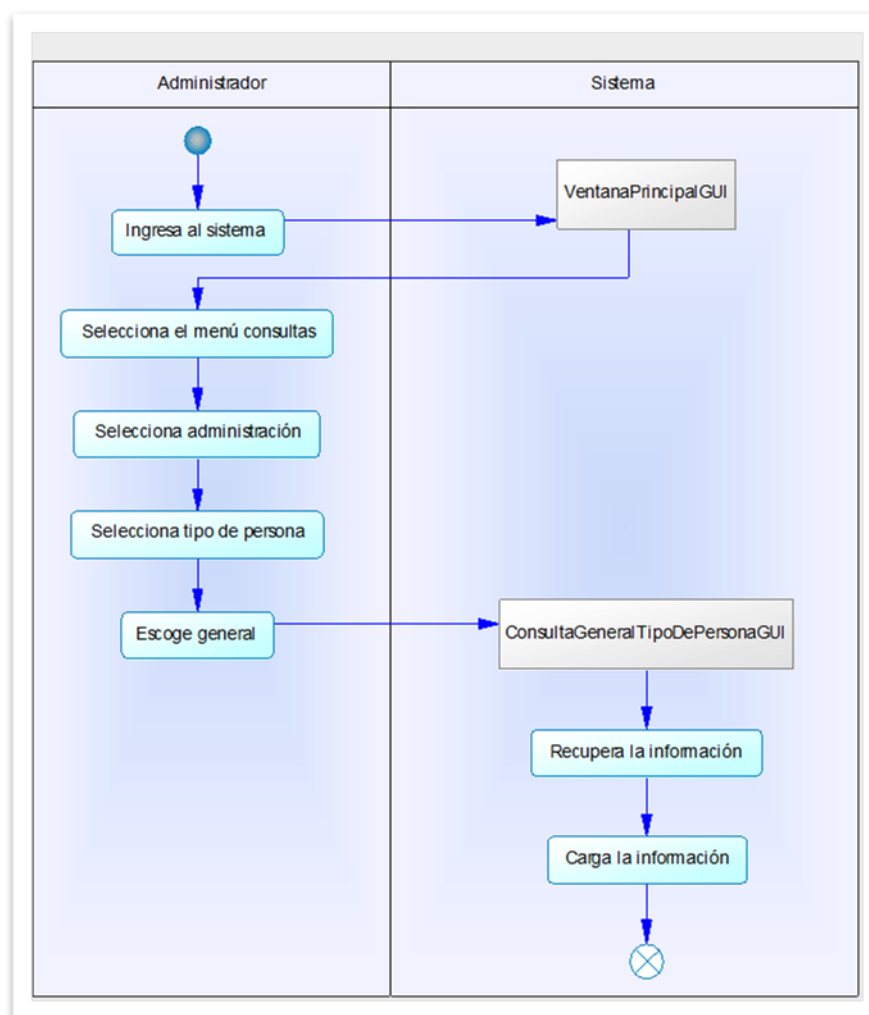 Administrador
Sistema
VentanaPrincipalGUI
Ingresa al sistema
Selecciona el menú consultas
Selecciona administración
Selecciona tipo de persona
Escoge general
ConsultaGeneralTipoDePersonaGUI
Recupera la información
Carga la información